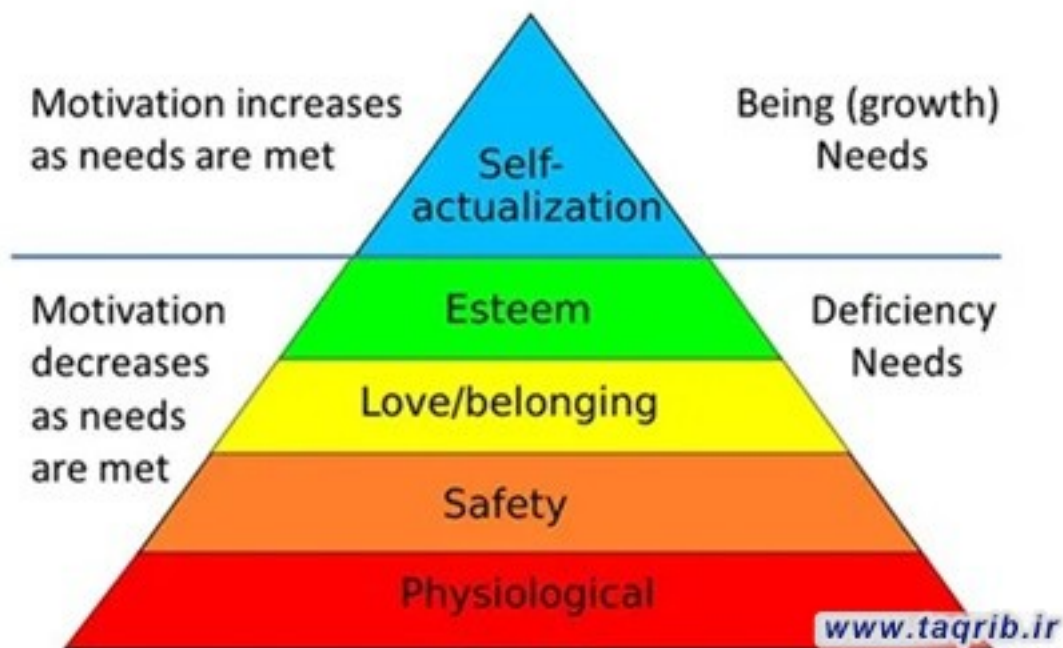 Motivation increases
as needs are met
Being (growth)
Needs
Self-
actualization
Motivation
decreases
as needs
are met
Esteem
Deficiency
Needs
Love/belonging
Safety
Physiological
www.taqrib.ir